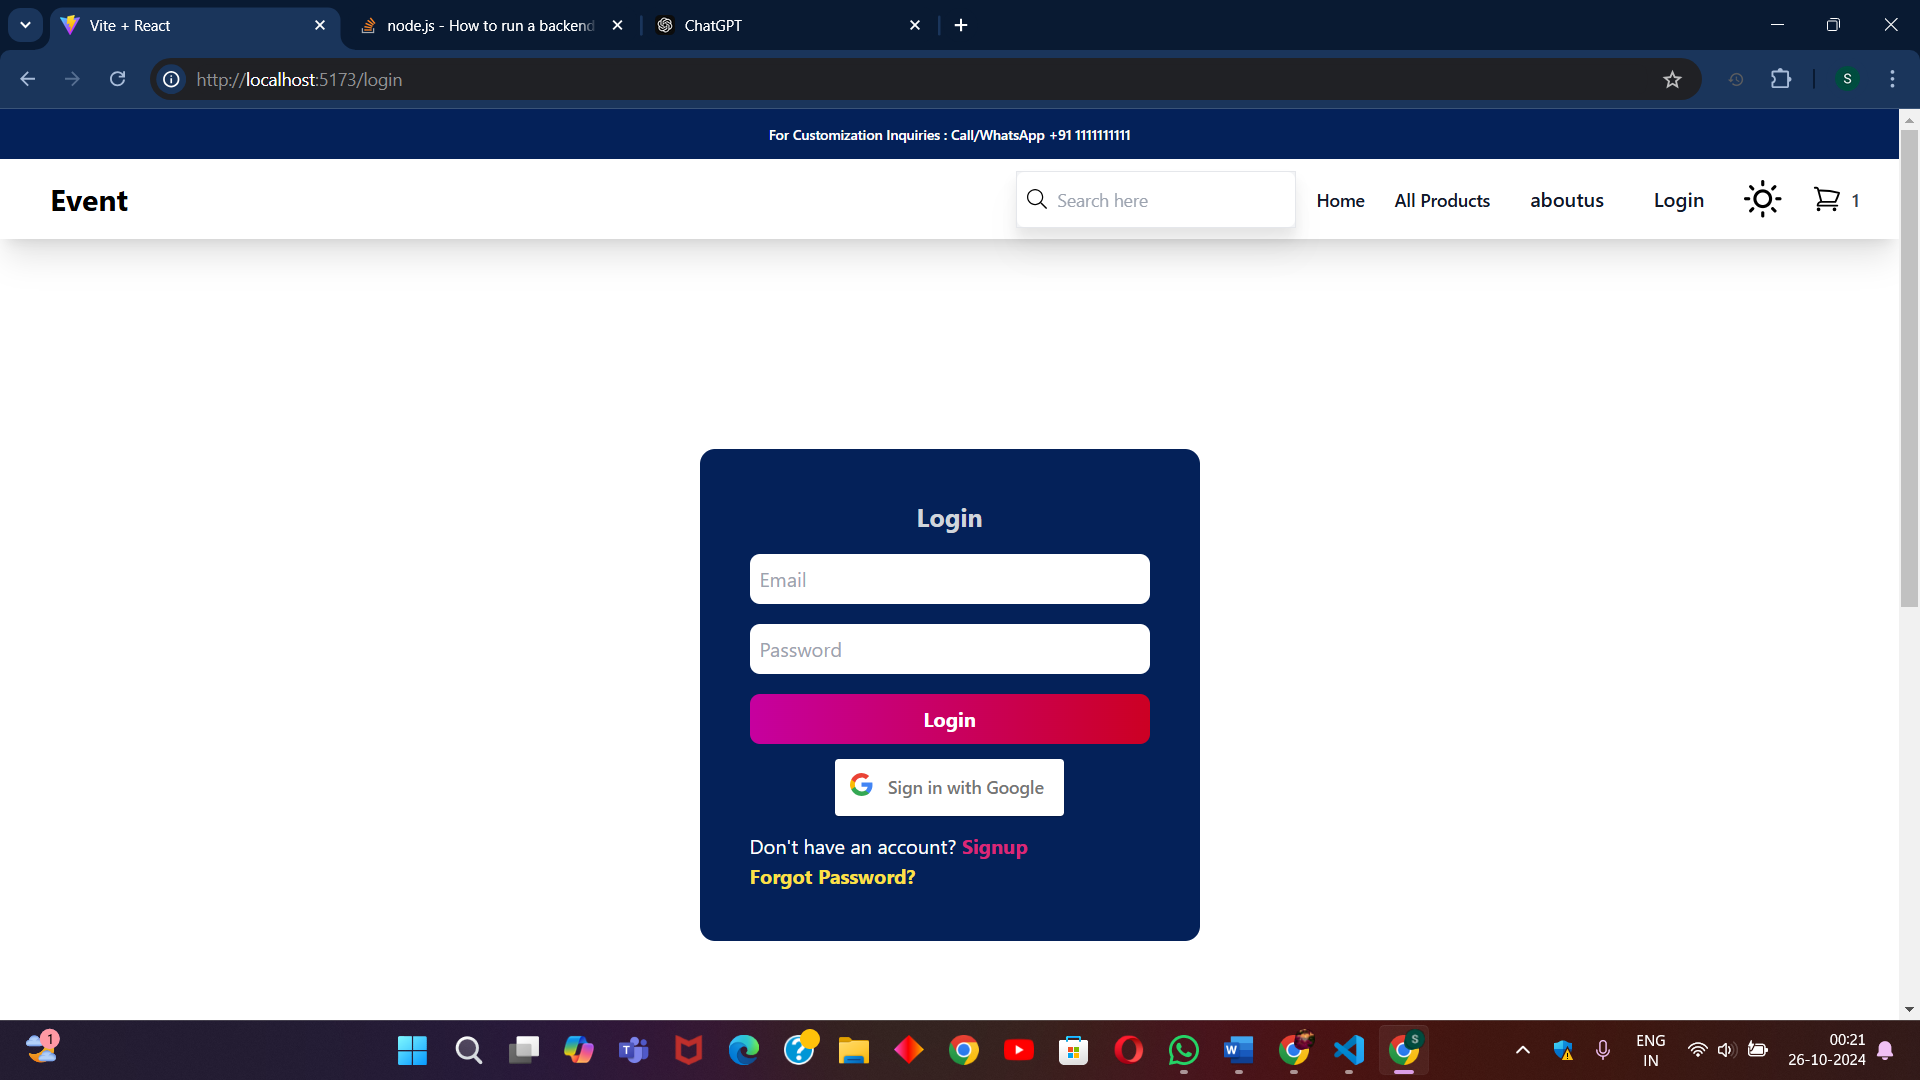 Vite + React
node.js - How to run a backend
ChatGPT
http://localhost:5173/login
S
For Customization Inquiries : Call/WhatsApp +91 1111111111
Event
Search here
Home
All Products
aboutus
Login
1
Login
Email
Password
Login
Sign in with Google
Don't have an account? Signup
Forgot Password?
1
S
ENG
IN
00:21
26-10-2024